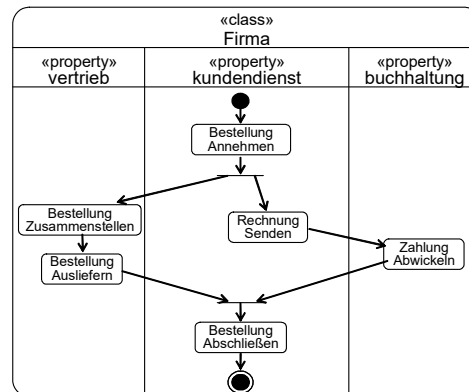 «class»
Firma
«property»
vertrieb
«property»
kundendienst
«property»
buchhaltung
Bestellung
Annehmen
Bestellung
Zusammenstellen
Rechnung
Senden
Zahlung
Abwickeln
Bestellung
Ausliefern
Bestellung
Abschließen